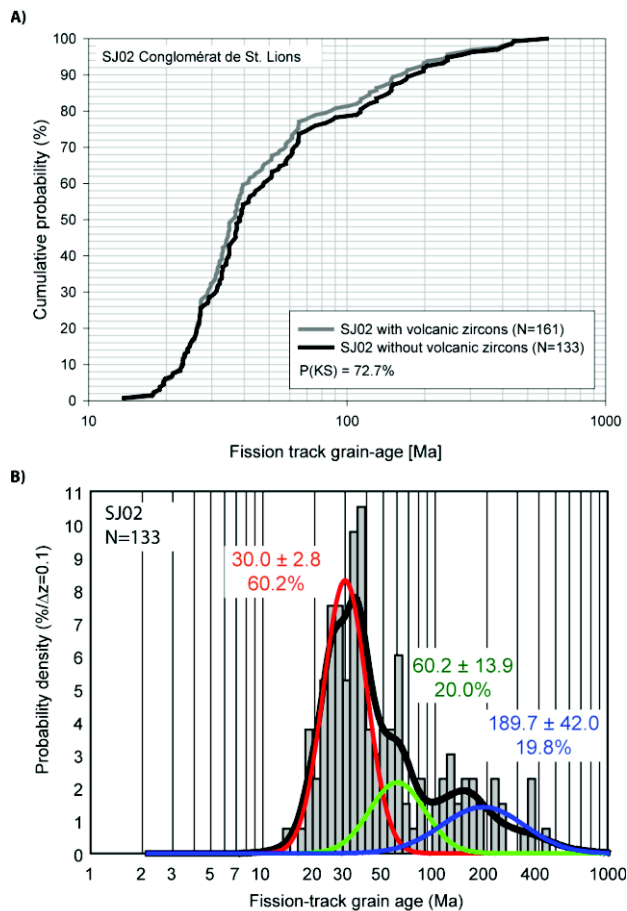 A)
SJ02 Conglomérat de St. Lions
100
90
80
70
60
50
40
30
20
10
0
Cumulative probability (%)
SJ02 with volcanic zircons (N=161)
SJ02 without volcanic zircons (N=133)
P(KS) = 72.7%
10 100 1000
Fission track grain-age [Ma]
B)
SJ02
N=133
11
10
9
8
7
6
5
4
3
2
1
0
Probability density (%/Δz=0.1)
30.0 ± 2.8
60.2%
60.2 ± 13.9
20.0%
189.7 ± 42.0
19.8%
1 2 3 5 7 10 20 30 50 100 200 400 1000
Fission-track grain age (Ma)